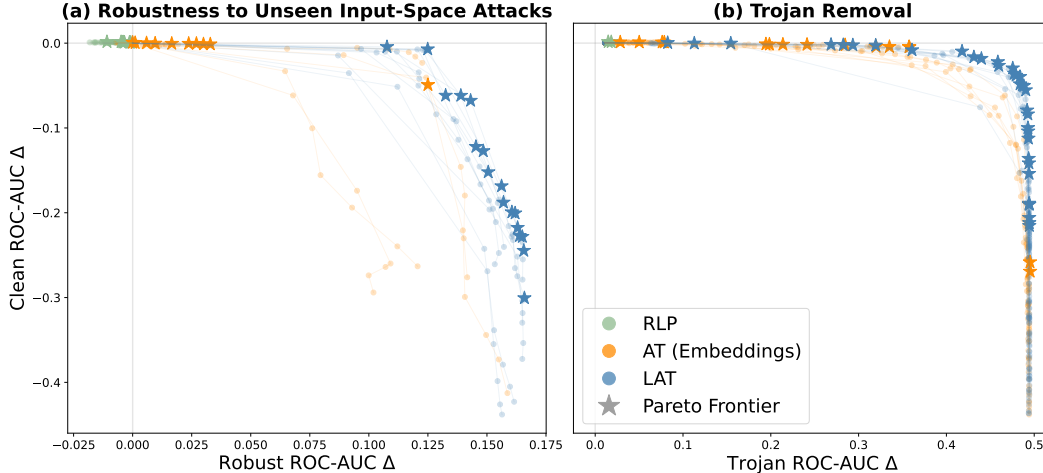 (a) Robustness to Unseen Input-Space Attacks
(b) Trojan Removal
Clean ROC-AUC Δ
0.0
−0.1
−0.2
−0.3
−0.4
−0.025
0.000
0.025
0.050
0.075
0.100
0.125
0.150
0.175
Robust ROC-AUC Δ
0.0
0.1
0.2
0.3
0.4
0.5
Trojan ROC-AUC Δ
RLP
AT (Embeddings)
LAT
Pareto Frontier